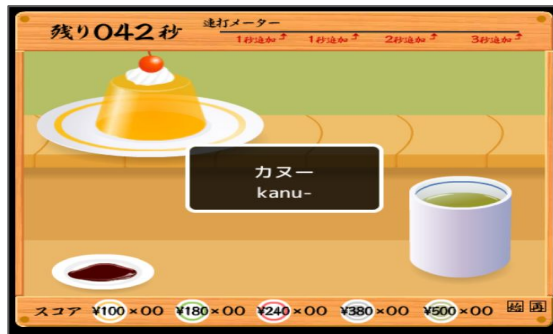 残り042秒
連打メーター
1秒追加 1秒追加 2秒追加 3秒追加
カヌー
kanu-
スコア ¥100×00 ¥180×00 ¥240×00 ¥380×00 ¥500×00